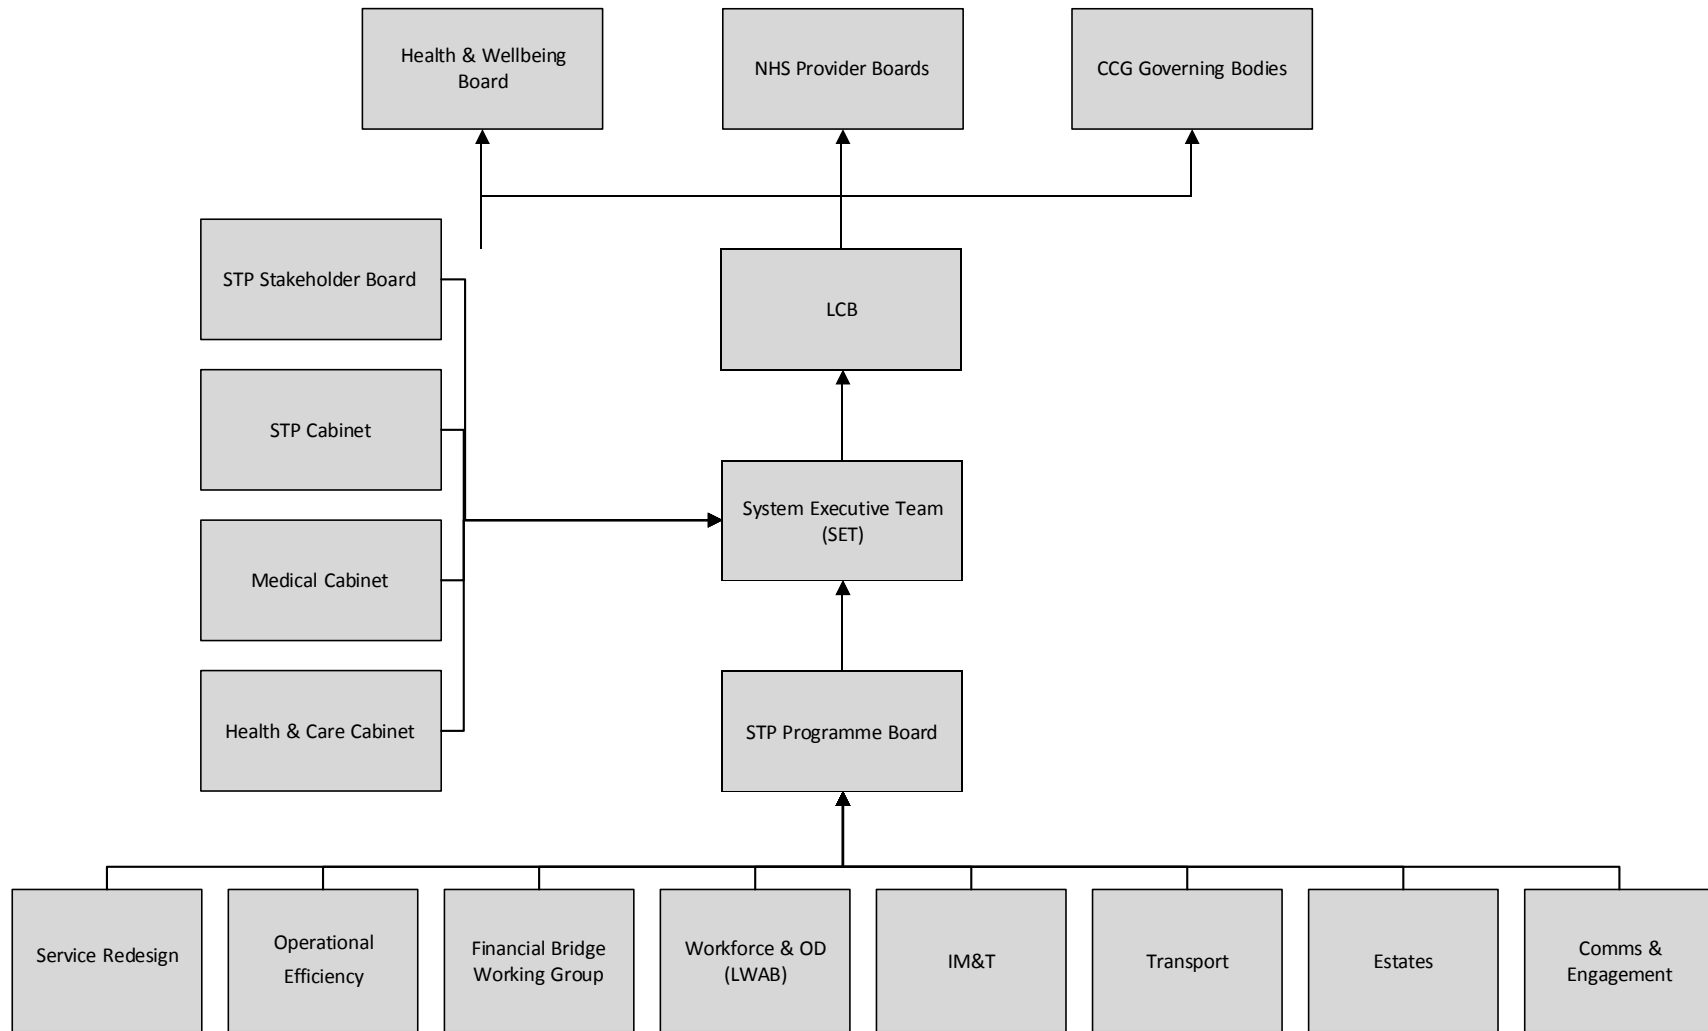 Health & Wellbeing
Board
NHS Provider Boards
CCG Governing Bodies
STP Stakeholder Board
LCB
STP Cabinet
System Executive Team
(SET)
Medical Cabinet
Health & Care Cabinet
STP Programme Board
Service Redesign
Operational
Efficiency
Financial Bridge
Working Group
Workforce & OD
(LWAB)
IM&T
Transport
Estates
Comms &
Engagement